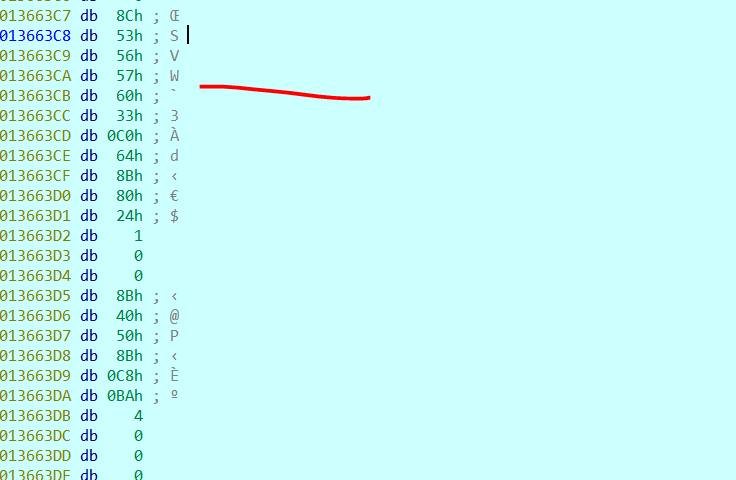 013663C7 db 8Ch ; Œ
013663C8 db 53h ; S
013663C9 db 56h ; V
013663CA db 57h ; W
013663CB db 60h ; `
013663CC db 33h ; 3
013663CD db 0C0h ; À
013663CE db 64h ; d
013663CF db 8Bh ; ‹
013663D0 db 80h ; €
013663D1 db 24h ; $
013663D2 db 1
013663D3 db 0
013663D4 db 0
013663D5 db 8Bh ; ‹
013663D6 db 40h ; @
013663D7 db 50h ; P
013663D8 db 8Bh ; ‹
013663D9 db 0C8h ; È
013663DA db 0BAh ; º
013663DB db 4
013663DC db 0
013663DD db 0
013663DE db 0